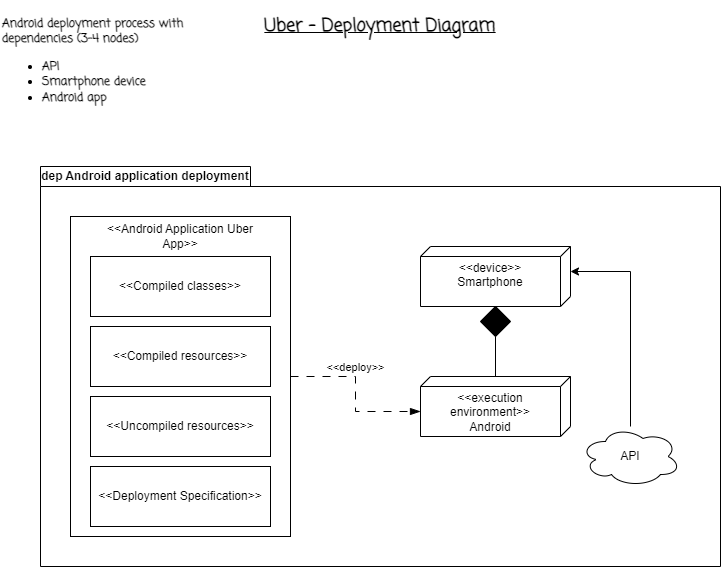 Uber - Deployment Diagram
Android deployment process with
dependencies (3-4 nodes)
API
Smartphone device
Android app
dep Android application deployment
<<Android Application Uber
App>>
<<Compiled classes>>
<<Compiled resources>>
<<Uncompiled resources>>
<<Deployment Specification>>
<<deploy>>
<<device>>
Smartphone
<<execution
environment>>
Android
API